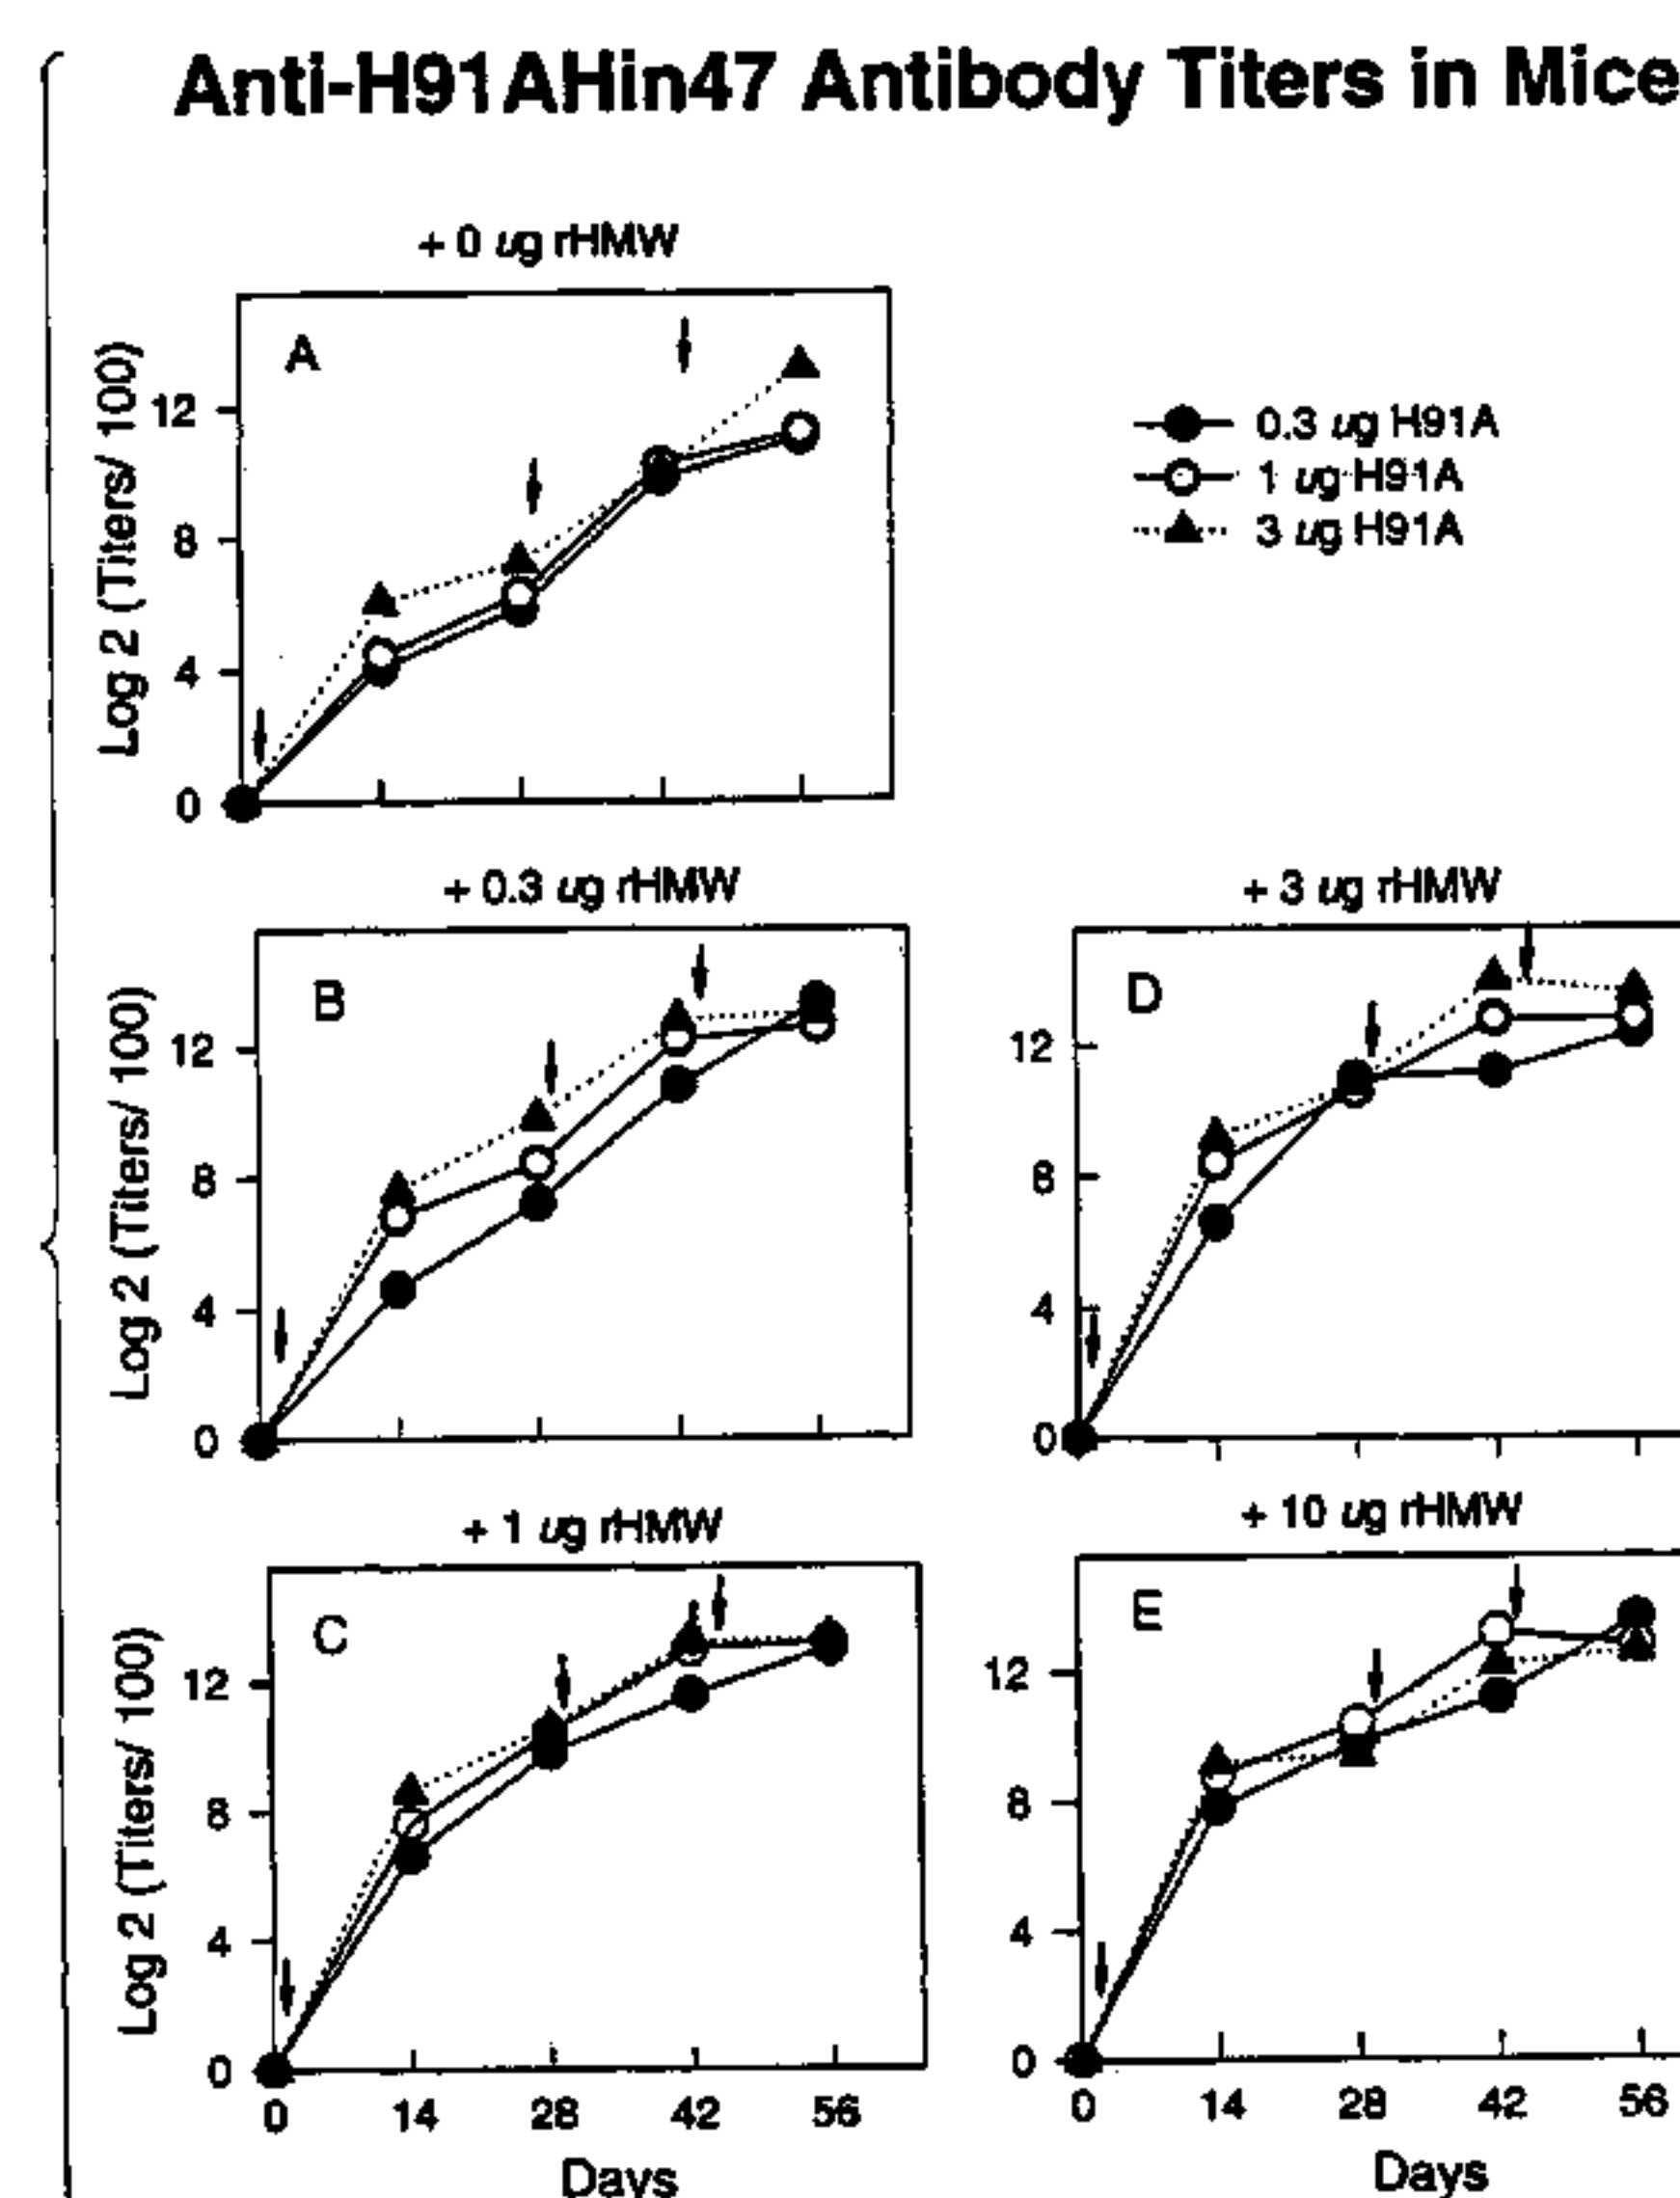 Anti-H91AHin47 Antibody Titers in Mice
+ 0 ug rHMW
A
Log 2 (Titers/ 100)
12
8
4
0
0.3 ug H91A
1 ug H91A
3 ug H91A
+ 0.3 ug rHMW
B
Log 2 (Titers/ 100)
12
8
4
0
+ 3 ug rHMW
D
12
8
4
0
+ 1 ug rHMW
C
Log 2 (Titers/ 100)
12
8
4
0
0 14 28 42 56
Days
+ 10 ug rHMW
E
12
8
4
0
0 14 28 42 56
Days